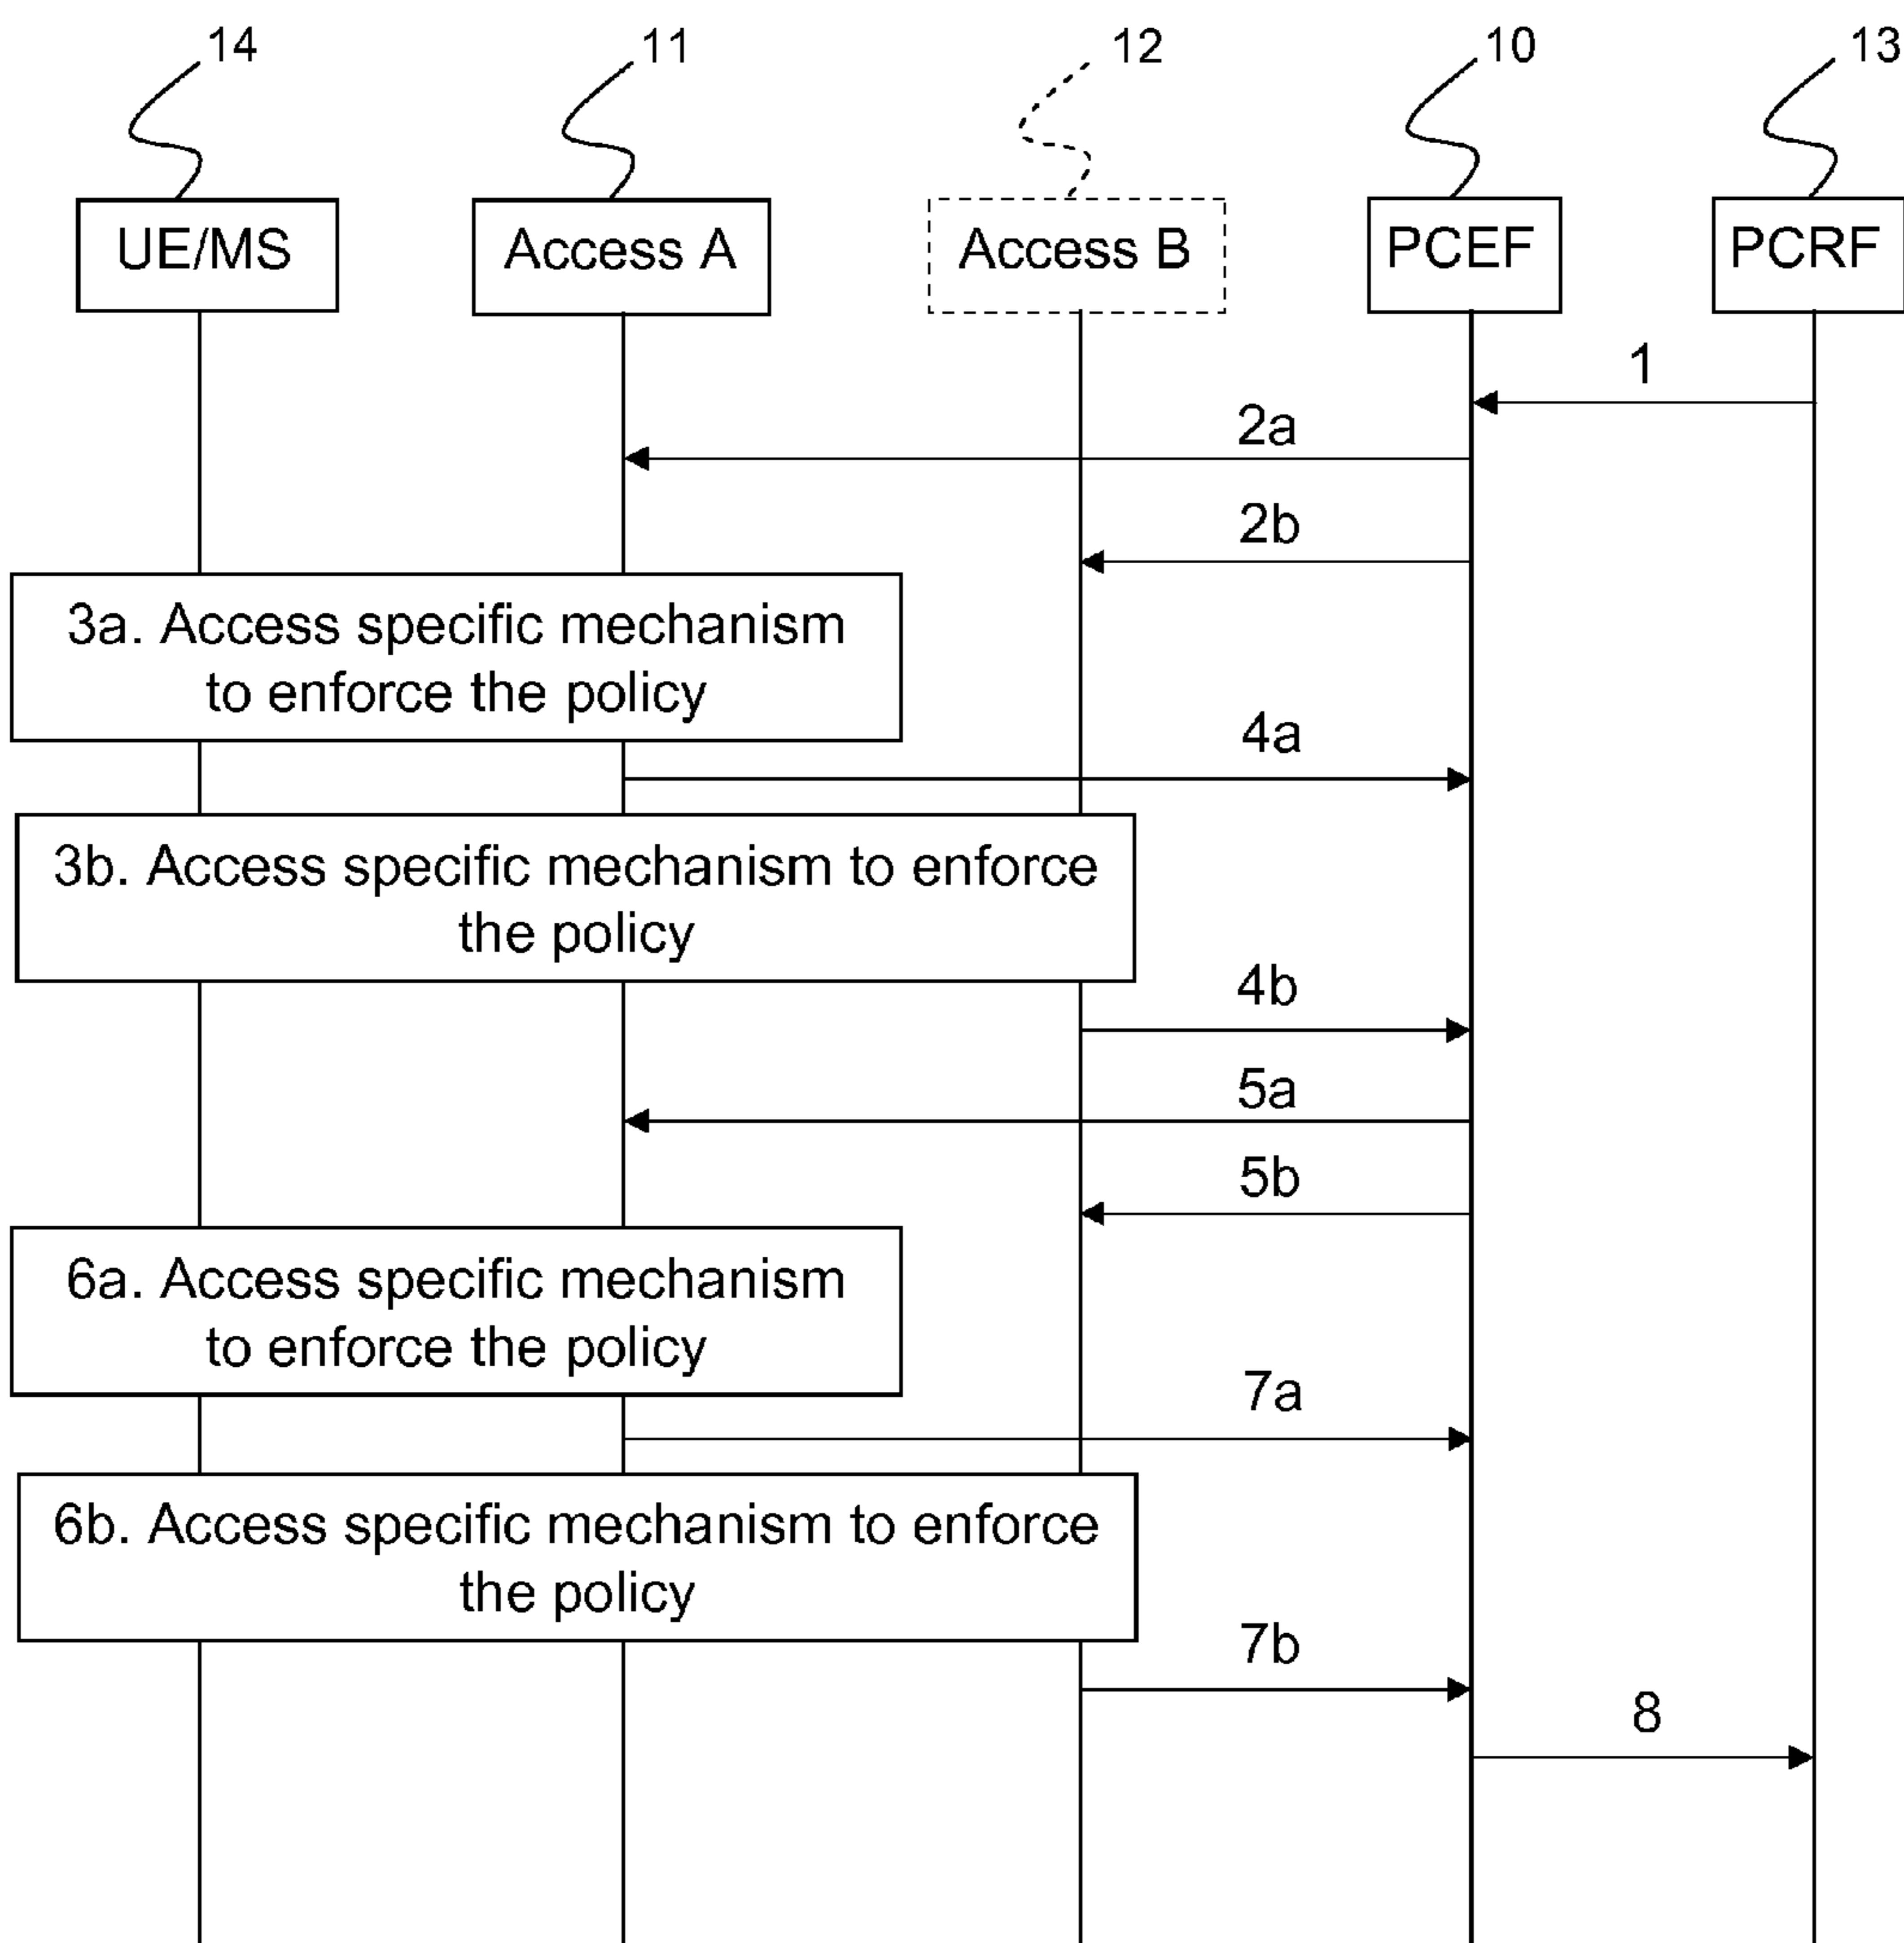 14
11
12
10
13
UE/MS
Access A
Access B
PCEF
PCRF
1
2a
2b
3a. Access specific mechanism
to enforce the policy
4a
3b. Access specific mechanism to enforce
the policy
4b
5a
5b
6a. Access specific mechanism
to enforce the policy
7a
6b. Access specific mechanism to enforce
the policy
7b
8